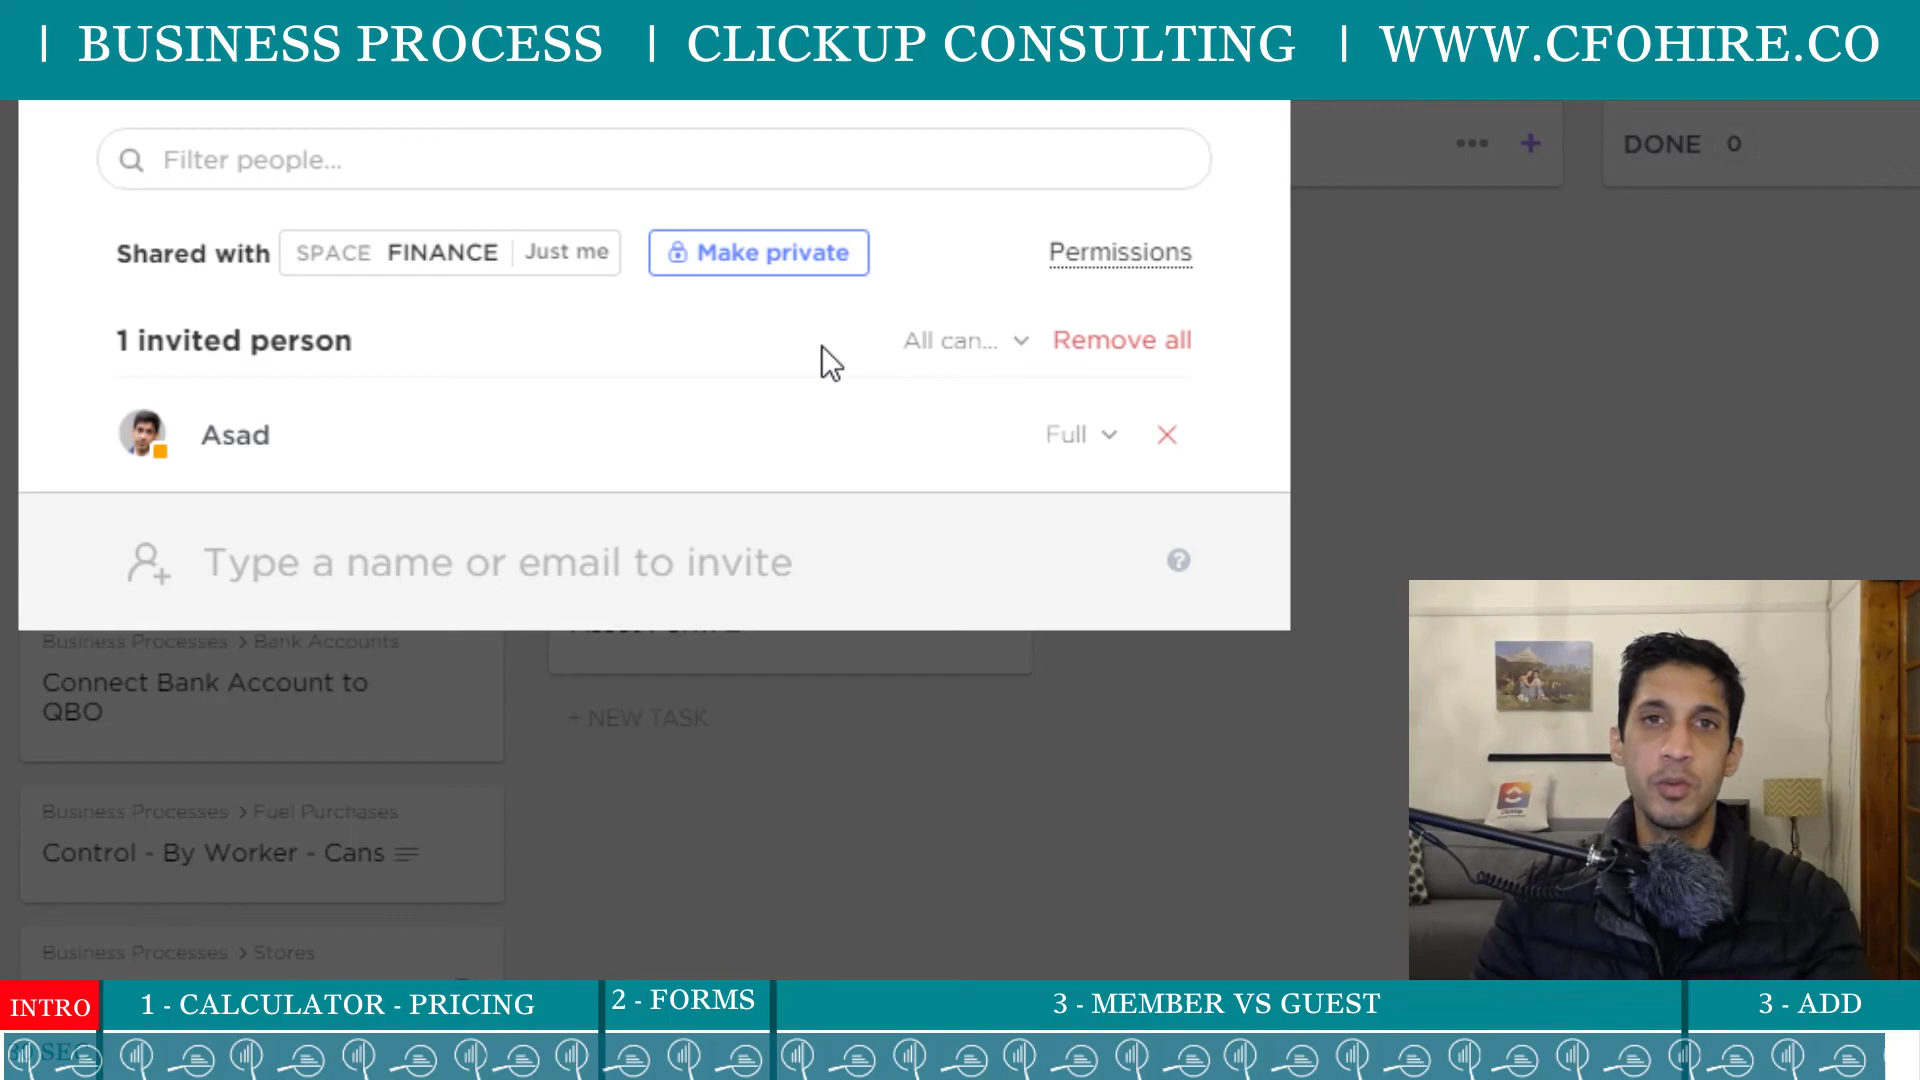 | BUSINESS PROCESS | CLICKUP CONSULTING | WWW.CFOHIRE.CO
Filter people...
DONE 0
Shared with SPACE FINANCE Just me Make private Permissions
1 invited person All can... Remove all
Asad Full
Type a name or email to invite
Business Processes > Bank Accounts
Connect Bank Account to
QBO
+ NEW TASK
Business Processes > Fuel Purchases
Control - By Worker - Cans
Business Processes > Stores
ClickUp
INTRO 1 - CALCULATOR - PRICING 2 - FORMS 3 - MEMBER VS GUEST 3 - ADD